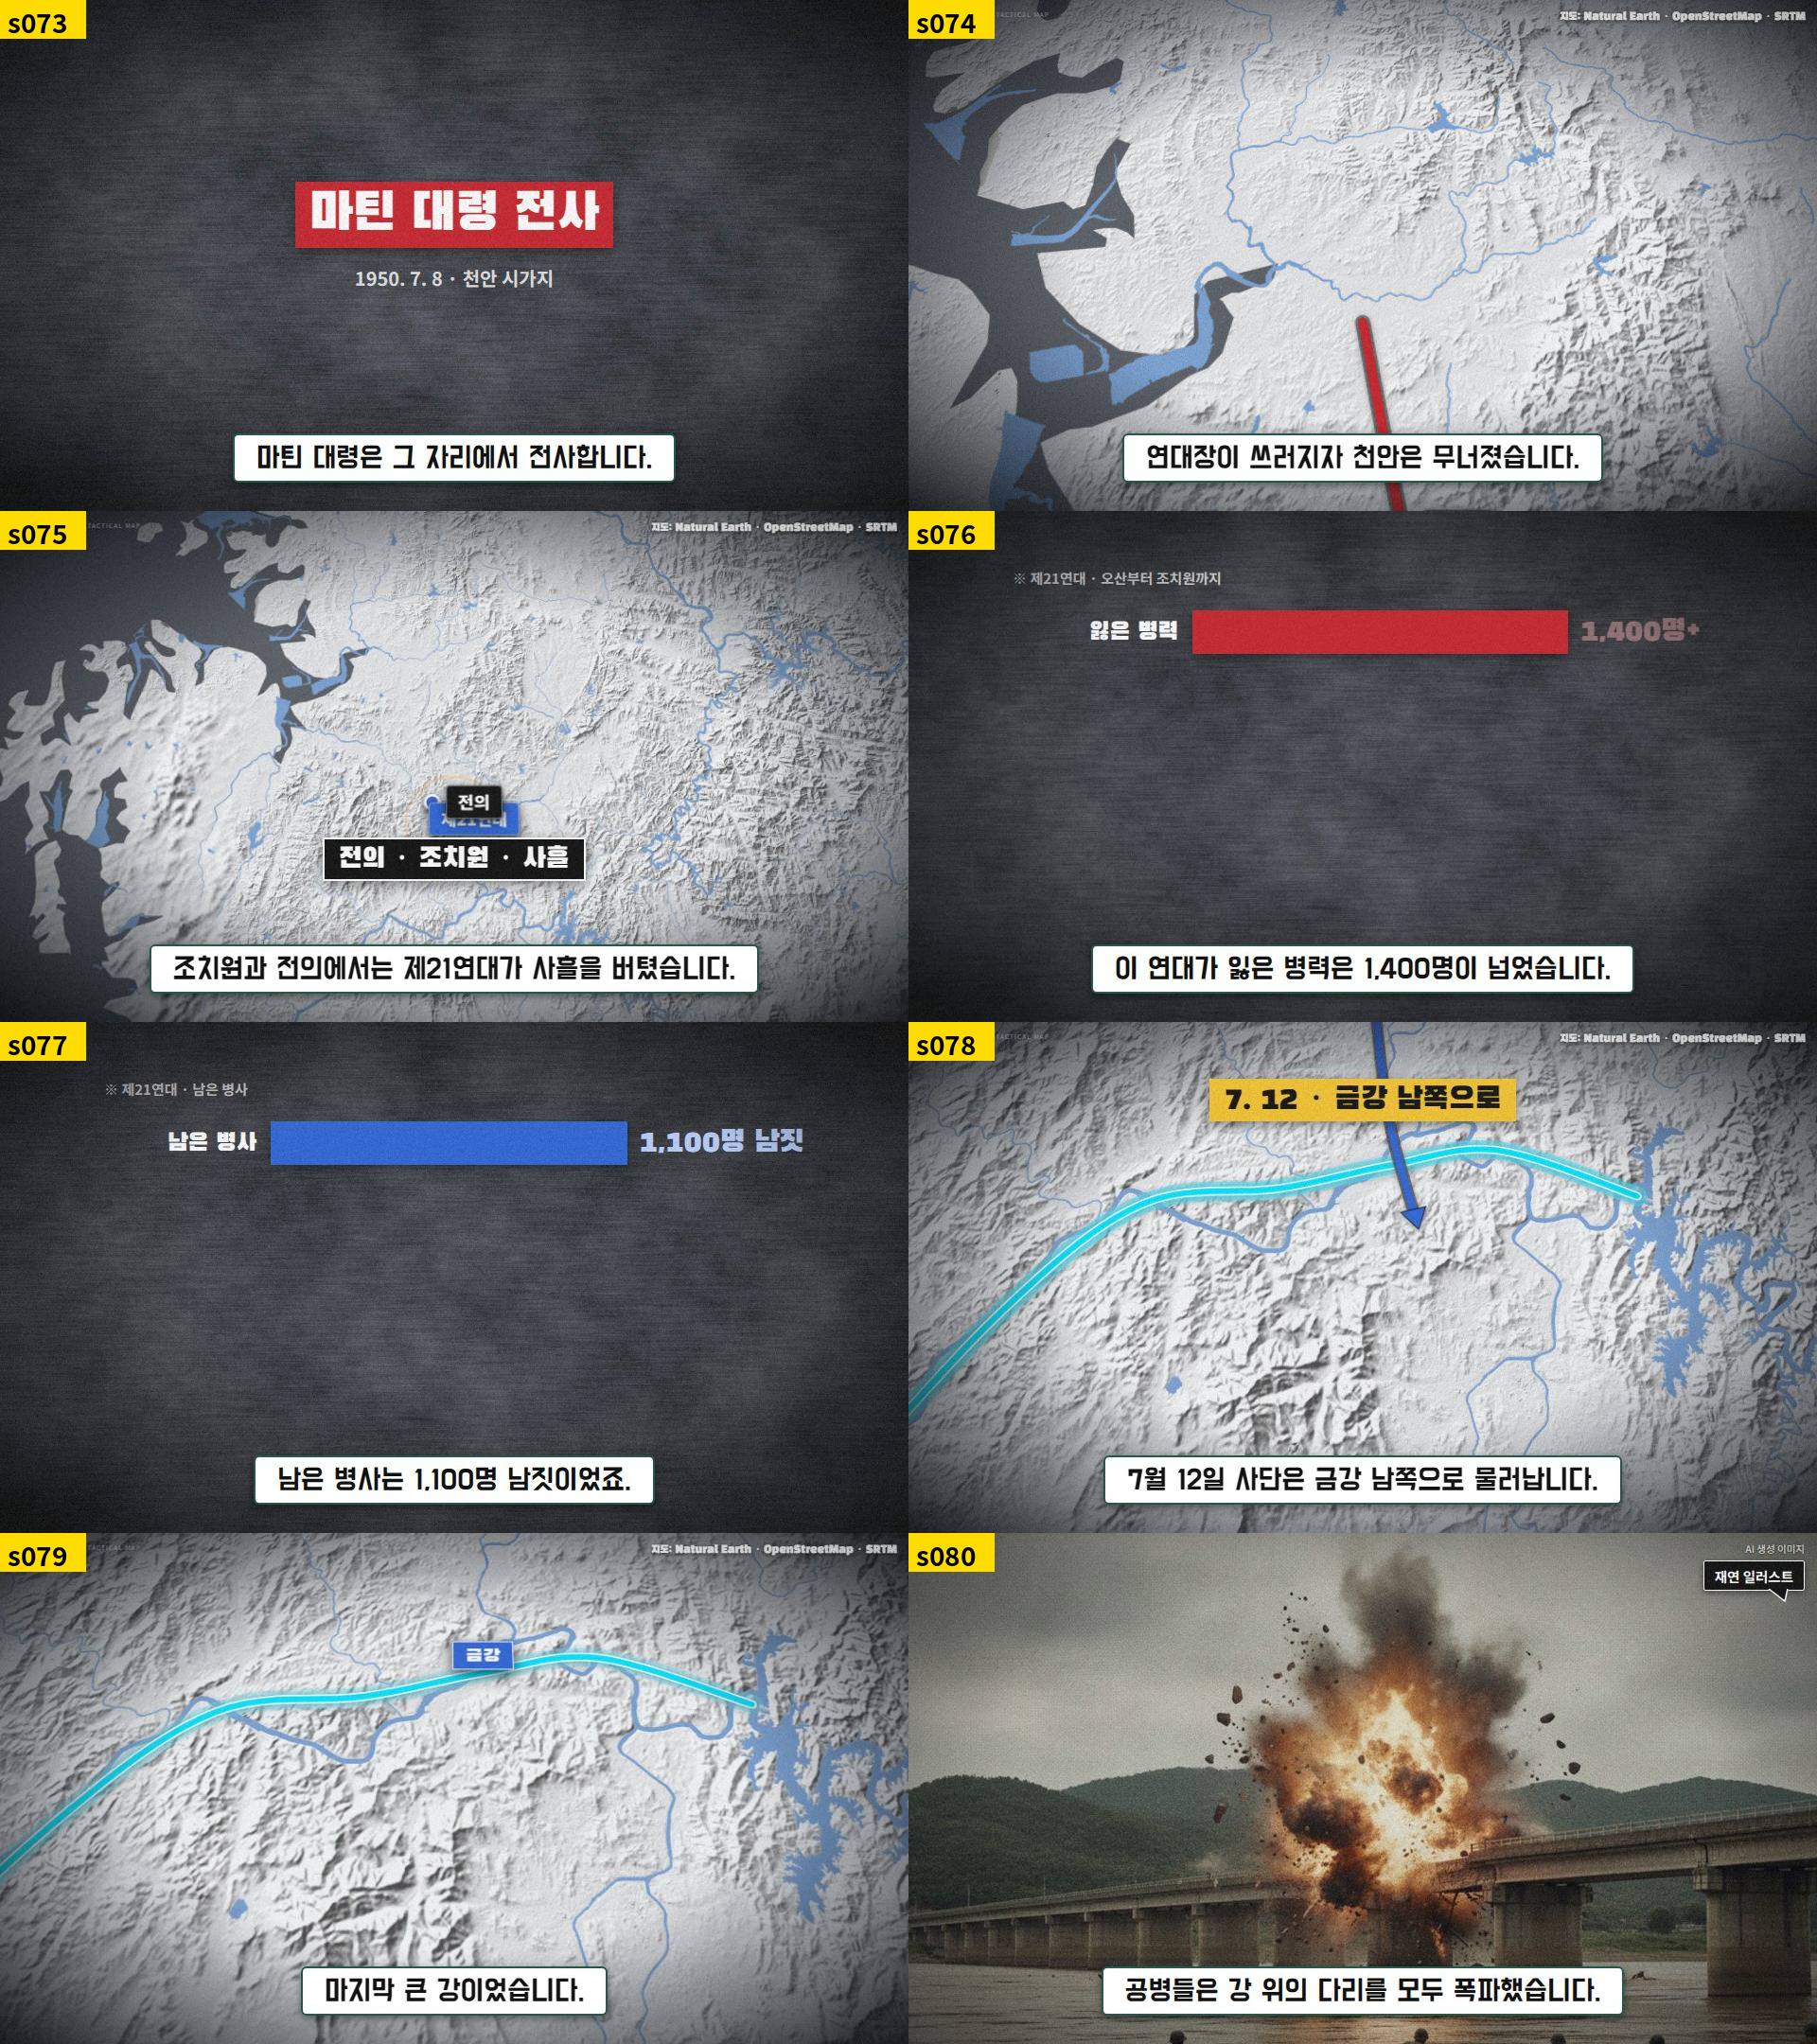 s073
마틴 대령 전사
1950. 7. 8 · 천안 시가지
마틴 대령은 그 자리에서 전사합니다.
s074
TACTICAL MAP
지도: Natural Earth · OpenStreetMap · SRTM
연대장이 쓰러지자 천안은 무너졌습니다.
s075
TACTICAL MAP
지도: Natural Earth · OpenStreetMap · SRTM
전의
제21연대
전의 · 조치원 · 사흘
조치원과 전의에서는 제21연대가 사흘을 버텼습니다.
s076
※ 제21연대 · 오산부터 조치원까지
잃은 병력
1,400명+
이 연대가 잃은 병력은 1,400명이 넘었습니다.
s077
※ 제21연대 · 남은 병사
남은 병사
1,100명 남짓
남은 병사는 1,100명 남짓이었죠.
s078
TACTICAL MAP
지도: Natural Earth · OpenStreetMap · SRTM
7. 12 · 금강 남쪽으로
7월 12일 사단은 금강 남쪽으로 물러납니다.
s079
TACTICAL MAP
지도: Natural Earth · OpenStreetMap · SRTM
금강
마지막 큰 강이었습니다.
s080
AI 생성 이미지
재연 일러스트
공병들은 강 위의 다리를 모두 폭파했습니다.